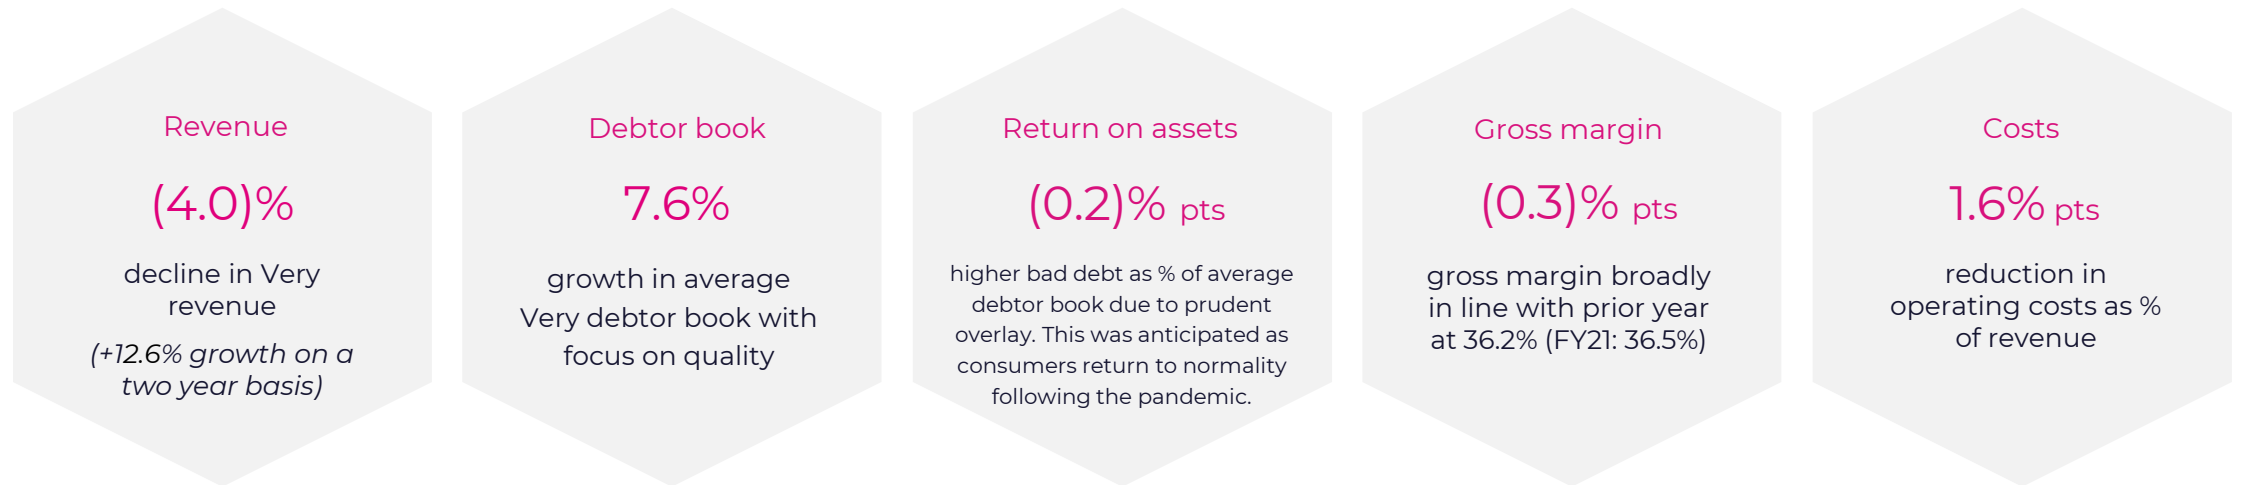 Revenue
(4.0)%
decline in Very
revenue
(+12.6% growth on a
two year basis)
Debtor book
7.6%
growth in average
Very debtor book with
focus on quality
Return on assets
(0.2)% pts
higher bad debt as % of average
debtor book due to prudent
overlay. This was anticipated as
consumers return to normality
following the pandemic.
Gross margin
(0.3)% pts
gross margin broadly
in line with prior year
at 36.2% (FY21: 36.5%)
Costs
1.6% pts
reduction in
operating costs as %
of revenue